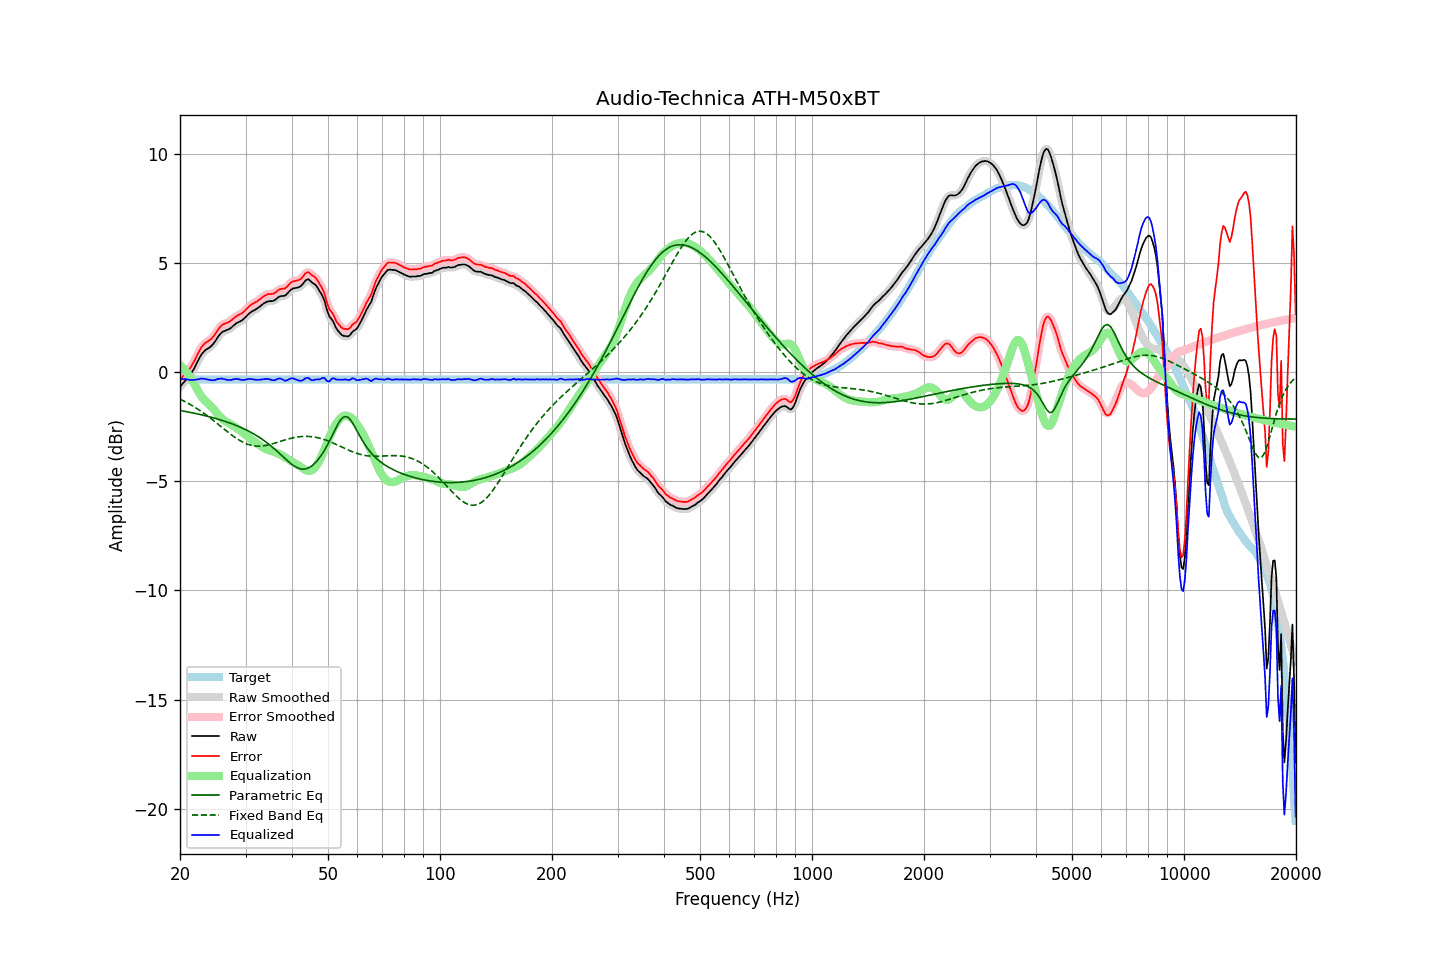 Audio-Technica ATH-M50xBT
Amplitude (dBr)
10
5
0
−5
−10
−15
−20
Target
Raw Smoothed
Error Smoothed
Raw
Error
Equalization
Parametric Eq
Fixed Band Eq
Equalized
20 50 100 200 500 1000 2000 5000 10000 20000
Frequency (Hz)